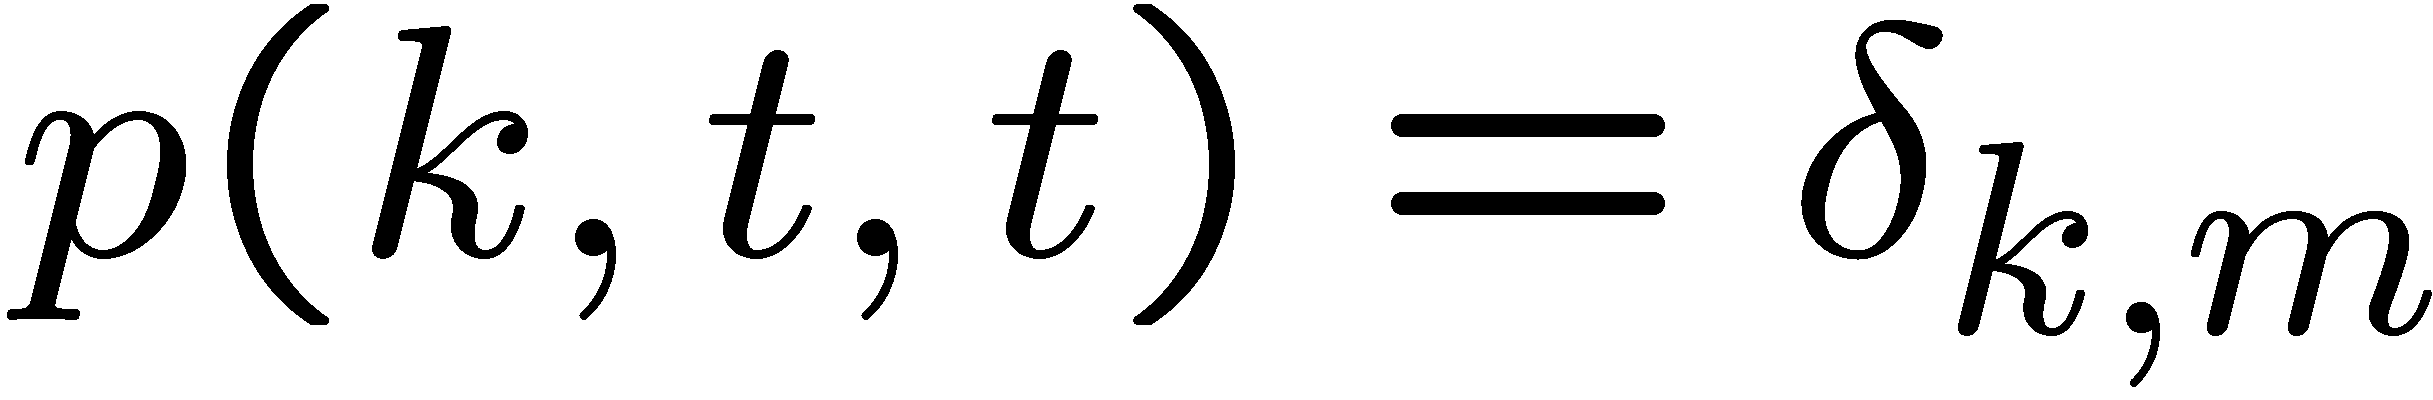 p(k, t, t) = δ_{k,m}